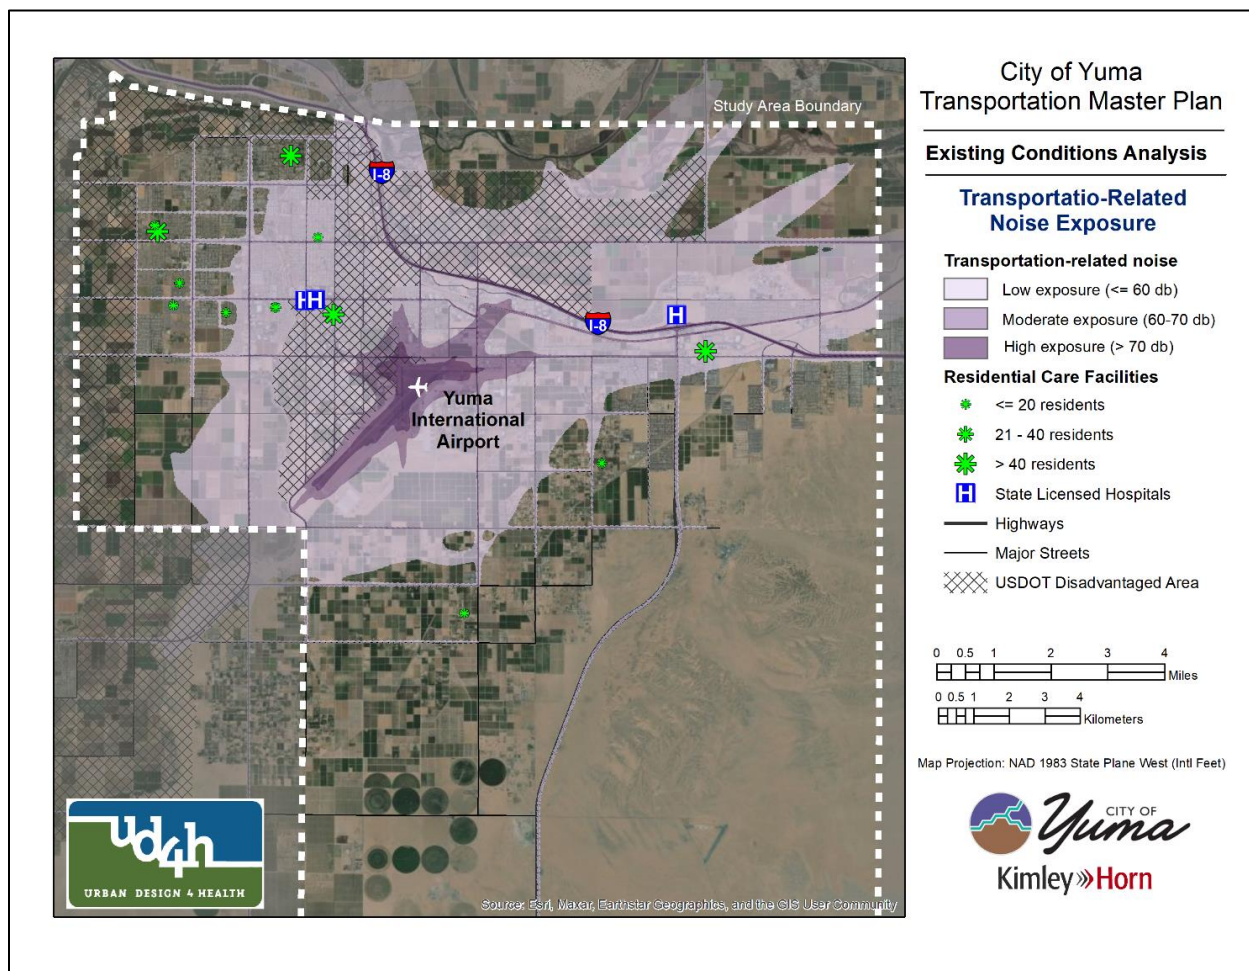 City of Yuma
Transportation Master Plan
Existing Conditions Analysis
Transportatio-Related
Noise Exposure
Transportation-related noise
Low exposure (<= 60 db)
Moderate exposure (60-70 db)
High exposure (> 70 db)
Residential Care Facilities
<= 20 residents
21 - 40 residents
> 40 residents
H State Licensed Hospitals
Highways
Major Streets
USDOT Disadvantaged Area
0 0.5 1 2 3 4
Miles
0 0.5 1 2 3 4
Kilometers
Map Projection: NAD 1983 State Plane West (Intl Feet)
CITY OF
Yuma
Kimley»Horn
Study Area Boundary
I-8
H H
H
I-8
Yuma
International
Airport
ud4h
URBAN DESIGN 4 HEALTH
Source: Esri, Maxar, Earthstar Geographics, and the GIS User Community